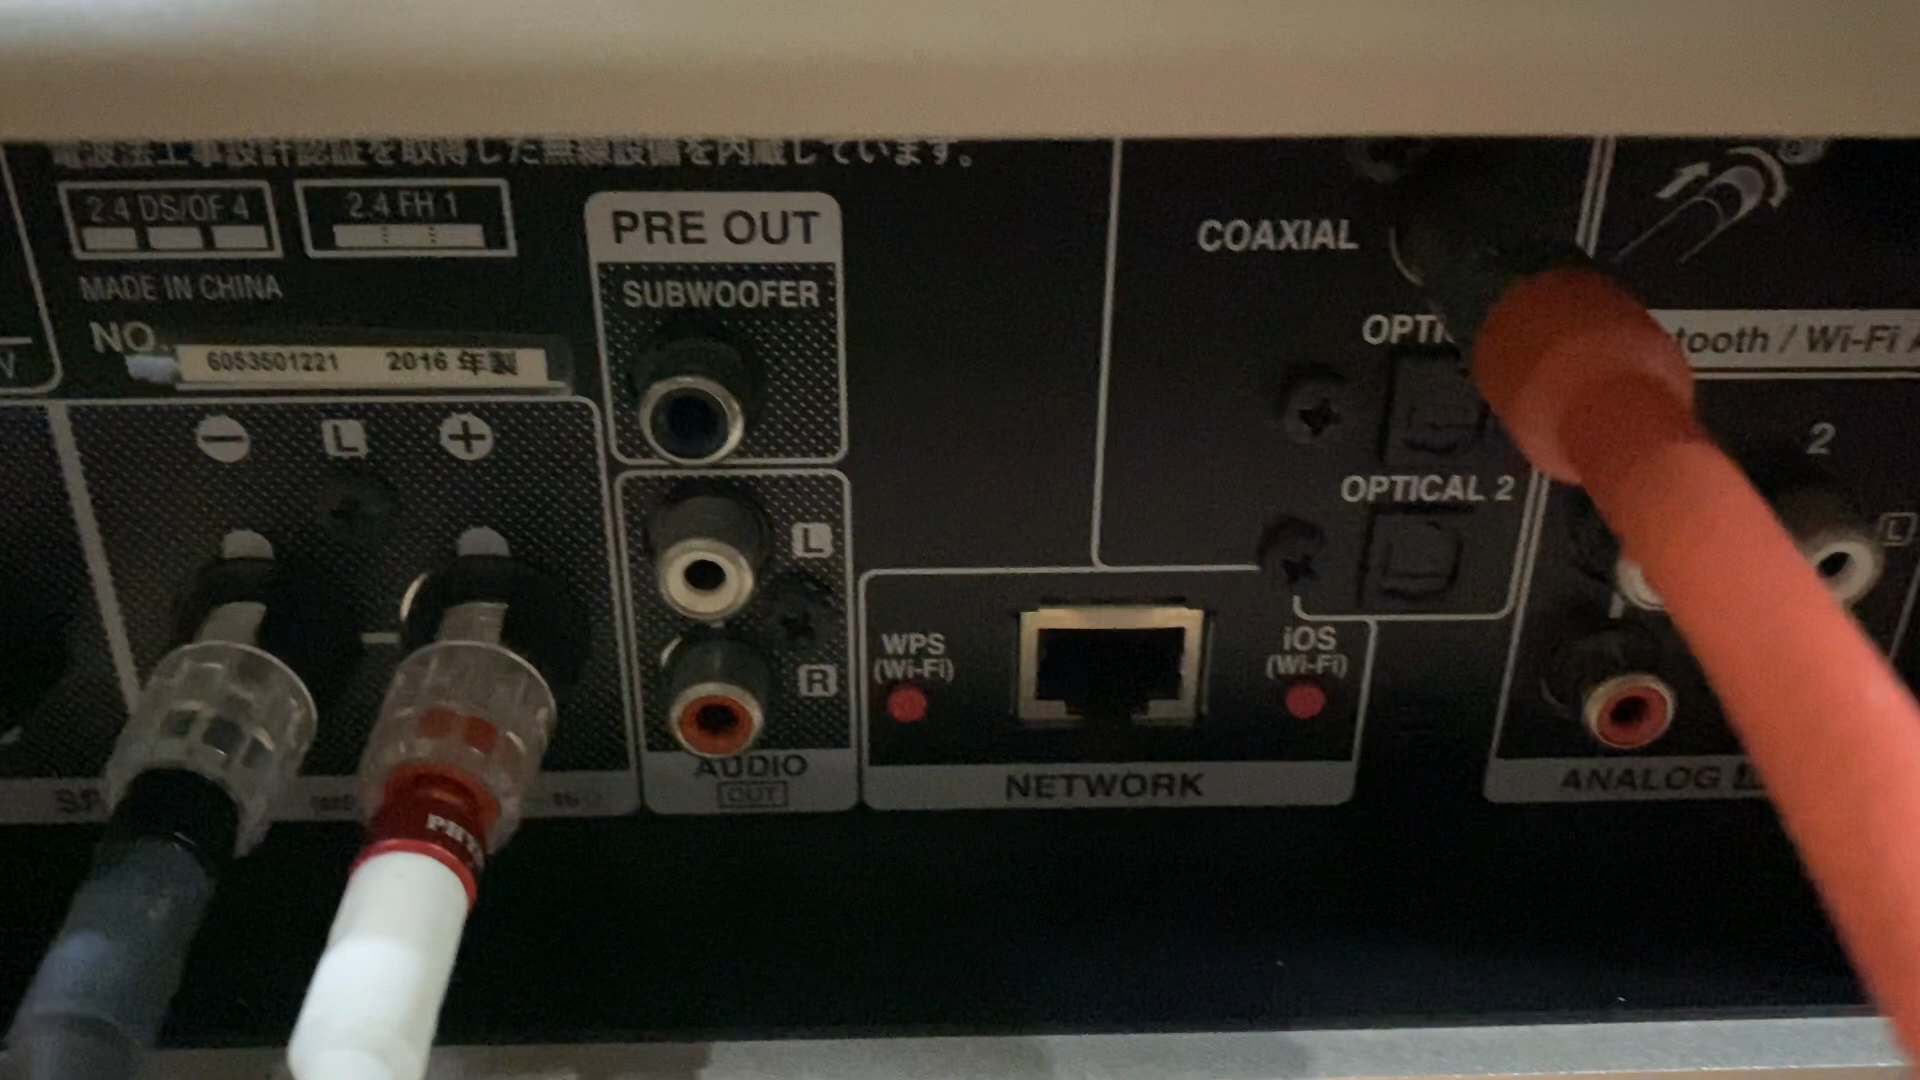 電波法工事設計認証を取得した無線設備を内蔵しています。
2.4 DS/OF 4
2.4 FH 1
MADE IN CHINA
NO.
6053501221 2016 年製
PRE OUT
SUBWOOFER
L
L
R
AUDIO
OUT
WPS
(Wi-Fi)
iOS
(Wi-Fi)
NETWORK
COAXIAL
OPTICAL 2
/ Wi-Fi
2
L
ANALOG